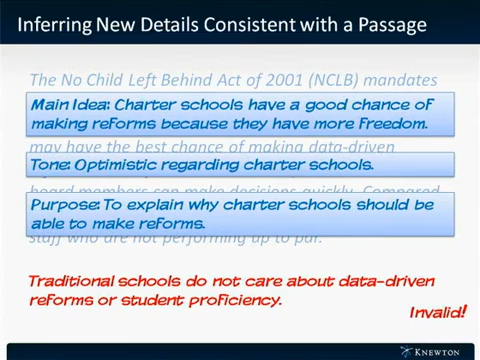 Inferring New Details Consistent with a Passage
The No Child Left Behind Act of 2001 (NCLB) mandates
Main Idea: Charter schools have a good chance of
making reforms because they have more freedom.
may have the best chance of making data-driven
Tone: Optimistic regarding charter schools.
board members can make decisions quickly. Compared
Purpose: To explain why charter schools should be
able to make reforms.
staff who are not performing up to par.
Traditional schools do not care about data-driven
reforms or student proficiency.
Invalid!
KNEWTON